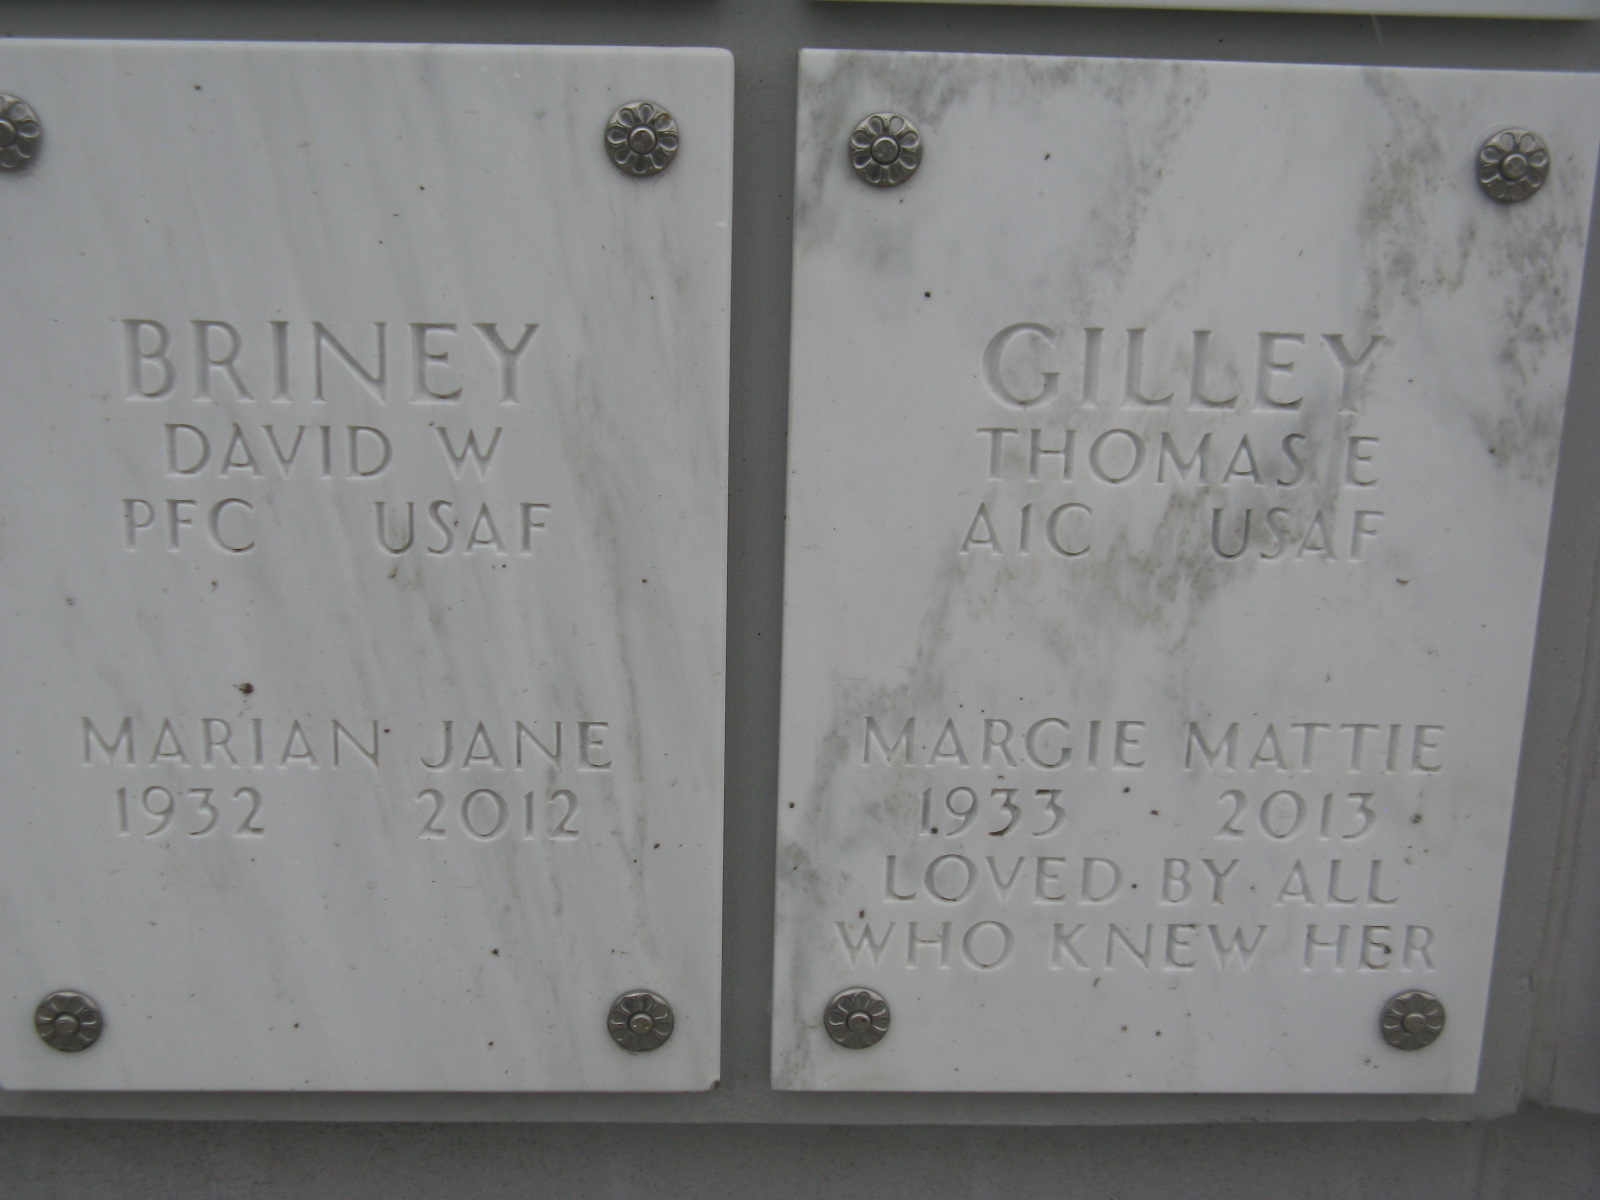 BRINEY
DAVID W
PFC USAF
MARIAN JANE
1932 2012
GILLEY
THOMAS E
A1C USAF
MARGIE MATTIE
1933 2013
LOVED BY ALL
WHO KNEW HER